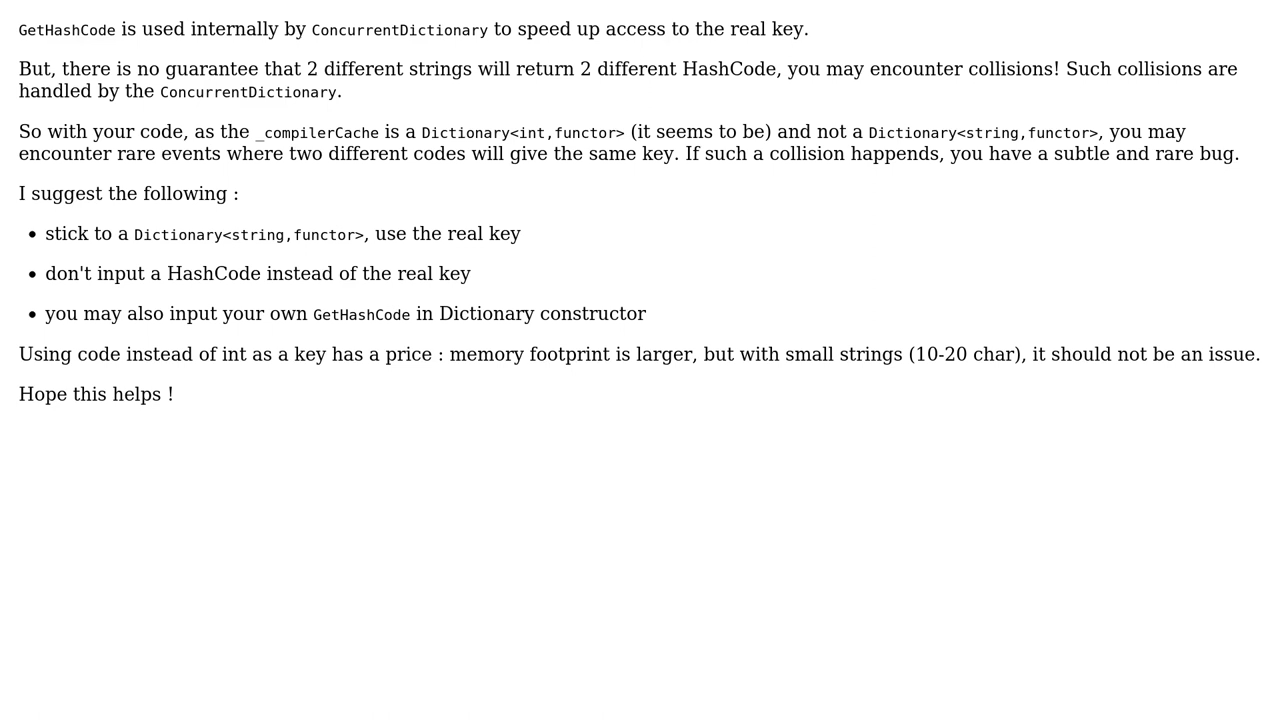 GetHashCode is used internally by ConcurrentDictionary to speed up access to the real key.
But, there is no guarantee that 2 different strings will return 2 different HashCode, you may encounter collisions! Such collisions are
handled by the ConcurrentDictionary.
So with your code, as the _compilerCache is a Dictionary<int,functor> (it seems to be) and not a Dictionary<string,functor>, you may
encounter rare events where two different codes will give the same key. If such a collision happends, you have a subtle and rare bug.
I suggest the following :
• stick to a Dictionary<string,functor>, use the real key
• don't input a HashCode instead of the real key
• you may also input your own GetHashCode in Dictionary constructor
Using code instead of int as a key has a price : memory footprint is larger, but with small strings (10-20 char), it should not be an issue.
Hope this helps !